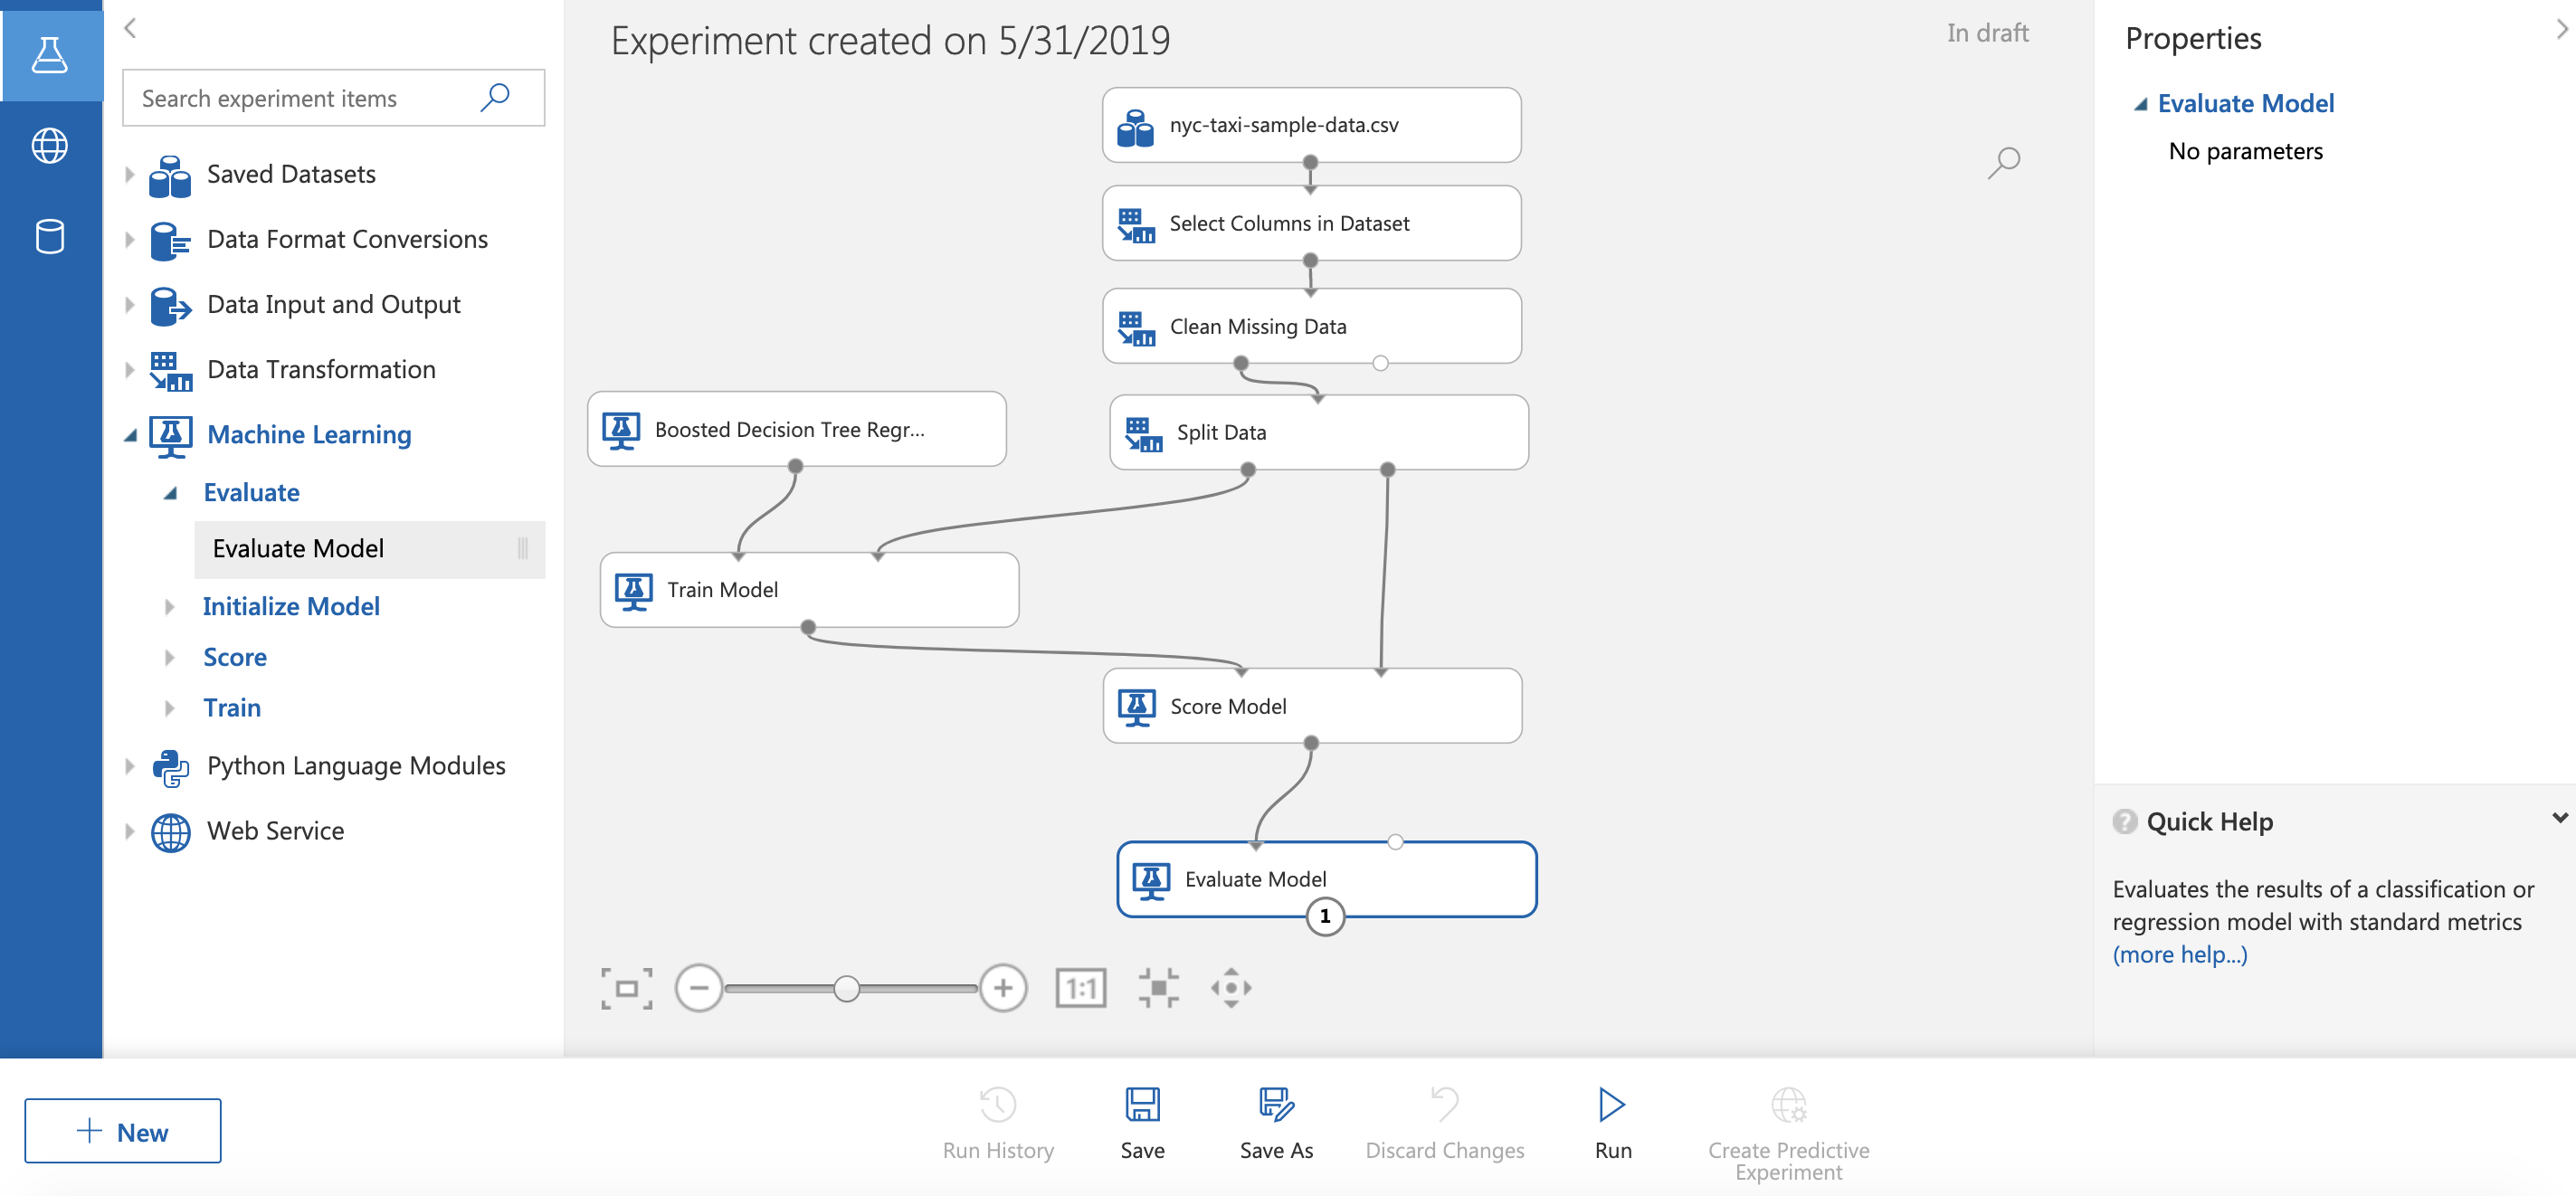 Experiment created on 5/31/2019
In draft
Properties
Search experiment items
Evaluate Model
No parameters
Saved Datasets
Data Format Conversions
Data Input and Output
Data Transformation
Machine Learning
Evaluate
Evaluate Model
Initialize Model
Score
Train
Python Language Modules
Web Service
nyc-taxi-sample-data.csv
Select Columns in Dataset
Clean Missing Data
Boosted Decision Tree Regr...
Split Data
Train Model
Score Model
Evaluate Model
1
1:1
Quick Help
Evaluates the results of a classification or
regression model with standard metrics
(more help...)
New
Run History
Save
Save As
Discard Changes
Run
Create Predictive
Experiment